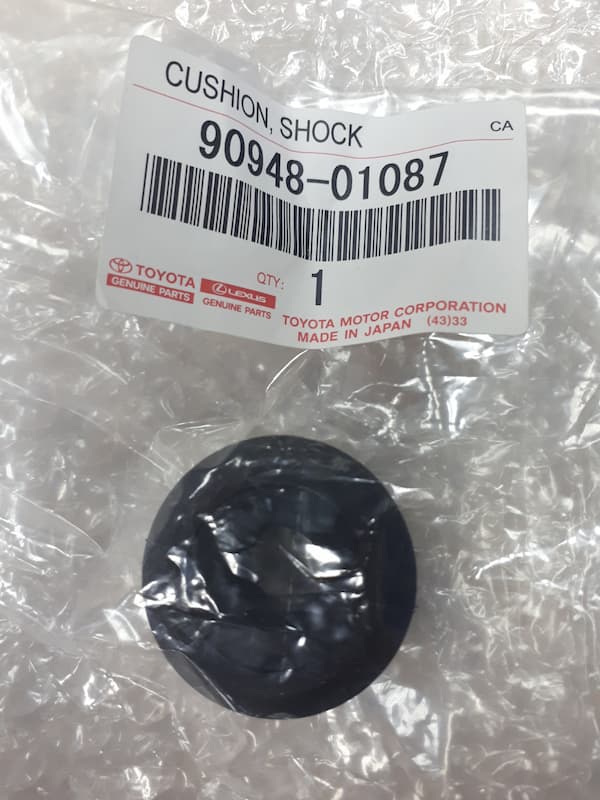 CUSHION, SHOCK
CA
90948-01087
TOYOTA
GENUINE PARTS
LEXUS
GENUINE PARTS
QTY:
1
TOYOTA MOTOR CORPORATION
MADE IN JAPAN (43)33